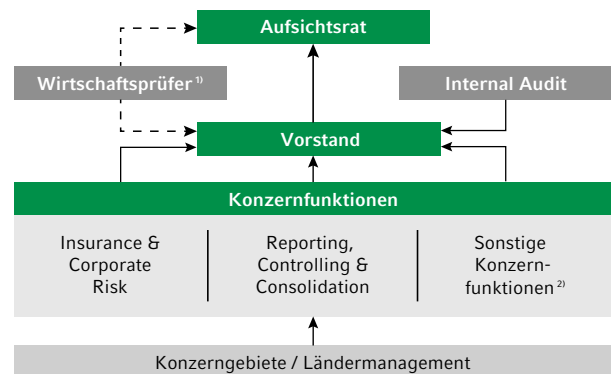 Aufsichtsrat
Wirtschaftsprüfer 1)
Internal Audit
Vorstand
Konzernfunktionen
Insurance &
Corporate
Risk
Reporting,
Controlling &
Consolidation
Sonstige
Konzern-
funktionen 2)
Konzerngebiete / Ländermanagement